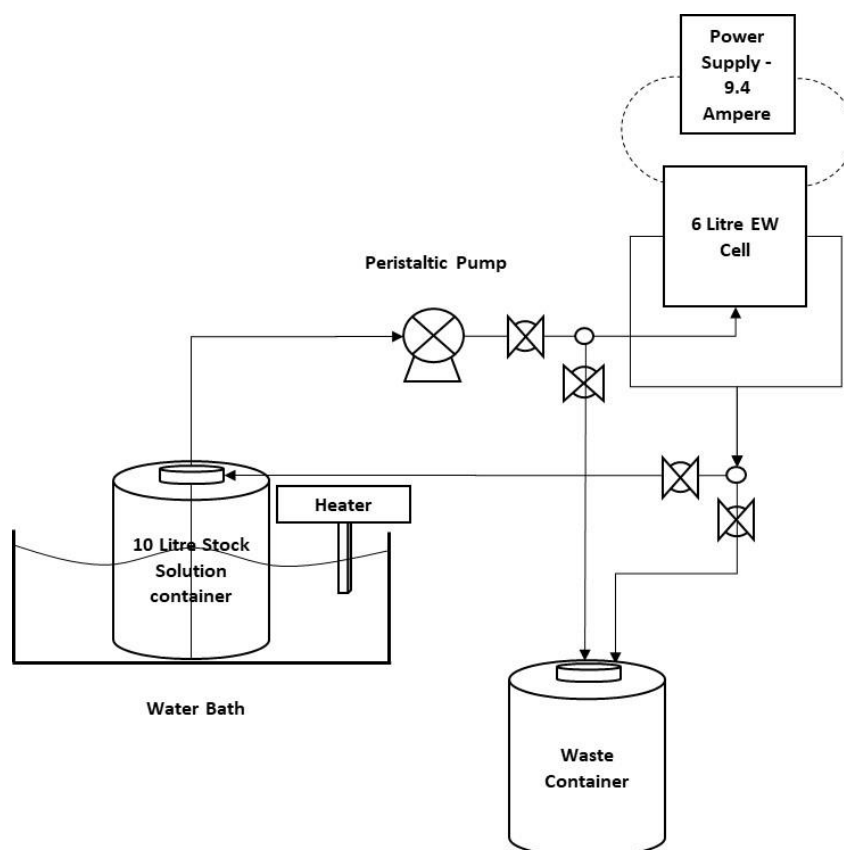 Power
Supply -
9.4
Ampere
6 Litre EW
Cell
Peristaltic Pump
Heater
10 Litre Stock
Solution
container
Water Bath
Waste
Container